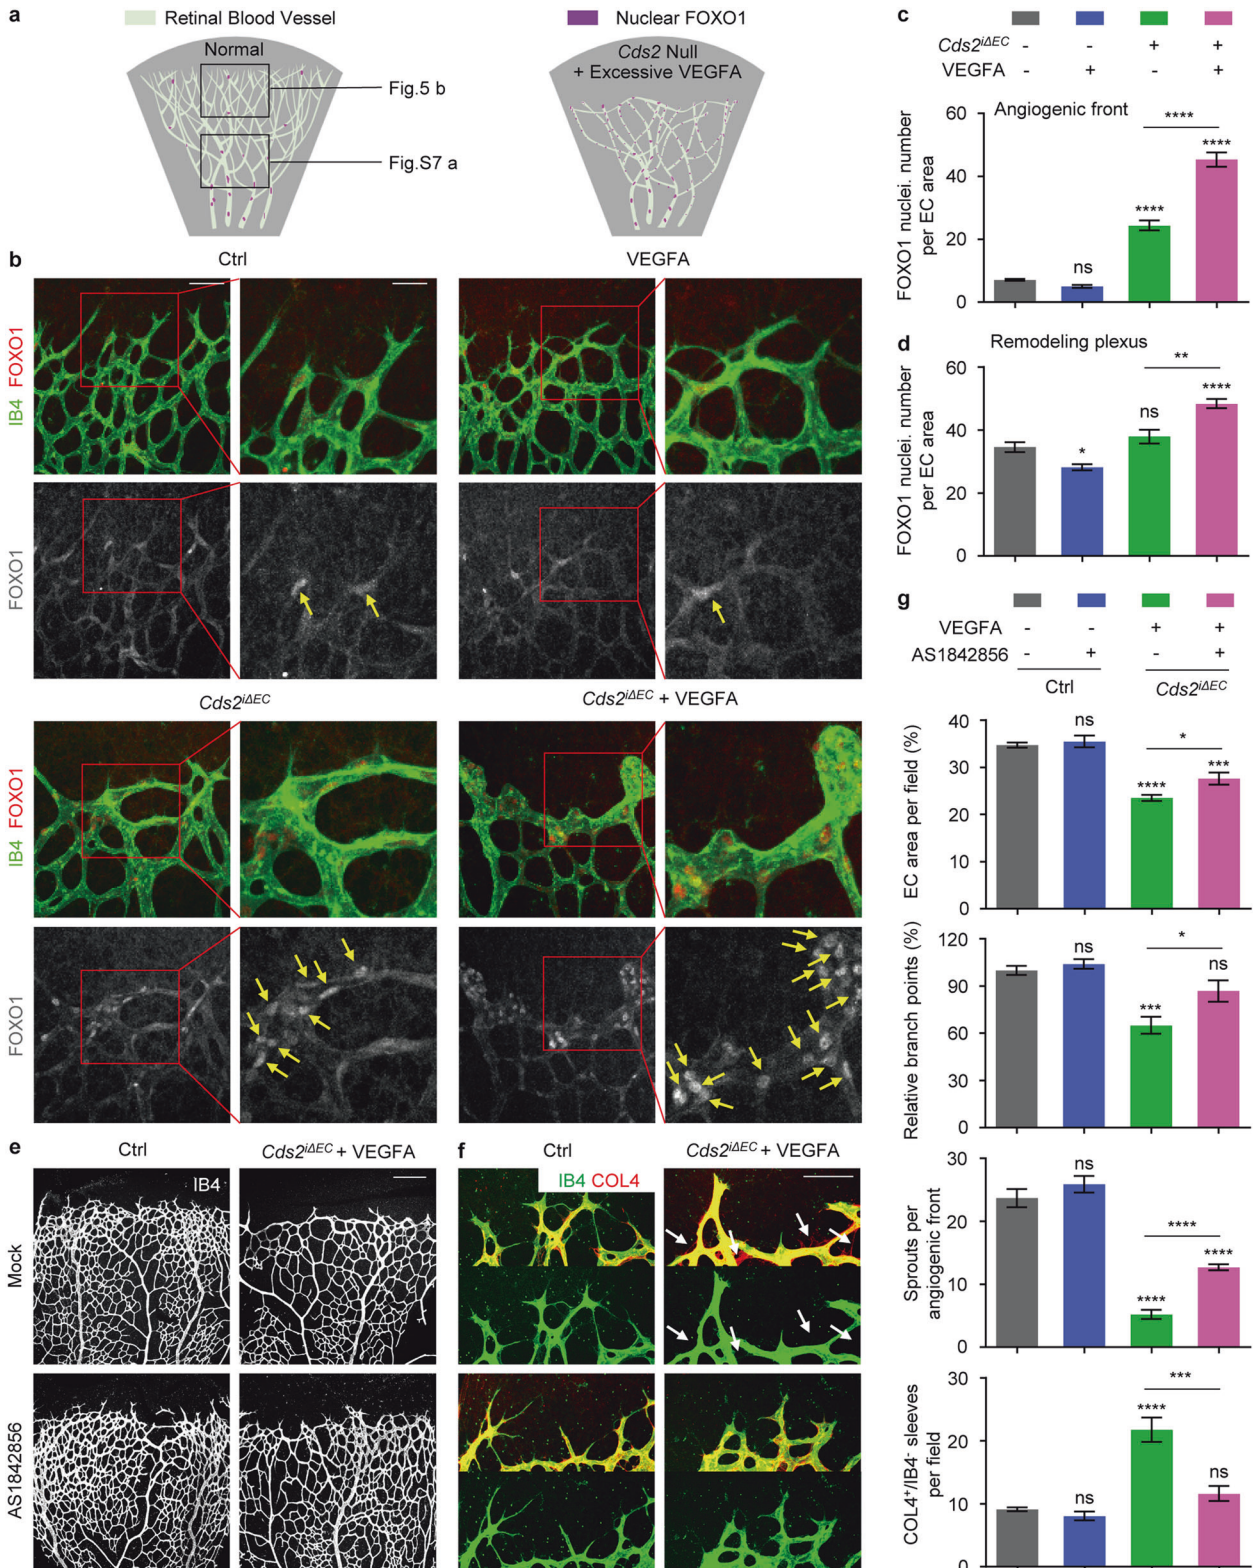 a
Retinal Blood Vessel
Nuclear FOXO1
Normal
Fig.5 b
Fig.S7 a
Cds2 Null
+ Excessive VEGFA
b
Ctrl
VEGFA
IB4 FOXO1
FOXO1
Cds2iΔEC
Cds2iΔEC + VEGFA
IB4 FOXO1
FOXO1
c
Cds2iΔEC - - + +
VEGFA - + - +
Angiogenic front
FOXO1 nuclei. number
per EC area
60
40
20
0
ns
****
****
****
d
Remodeling plexus
FOXO1 nuclei. number
per EC area
60
40
20
0
*
ns
**
****
e
Ctrl
Cds2iΔEC + VEGFA
IB4
Mock
AS1842856
f
Ctrl
Cds2iΔEC + VEGFA
IB4 COL4
g
VEGFA - - + +
AS1842856 - + - +
Ctrl
Cds2iΔEC
EC area per field (%)
40
30
20
10
0
ns
****
*
***
Relative branch points (%)
120
90
60
30
0
ns
***
*
ns
Sprouts per
angiogenic front
30
20
10
0
ns
****
****
****
COL4+/IB4- sleeves
per field
30
20
10
0
ns
****
***
ns